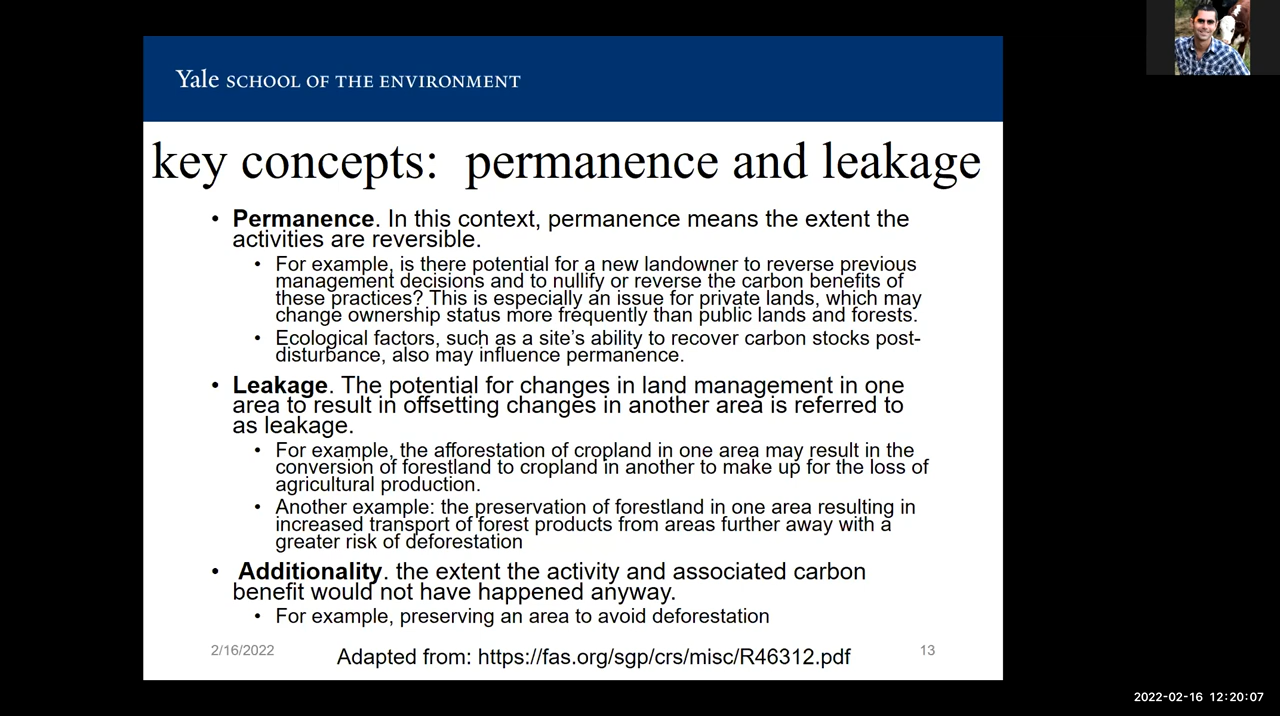 Yale SCHOOL OF THE ENVIRONMENT
key concepts: permanence and leakage
• Permanence. In this context, permanence means the extent the
activities are reversible.
• For example, is there potential for a new landowner to reverse previous
management decisions and to nullify or reverse the carbon benefits of
these practices? This is especially an issue for private lands, which may
change ownership status more frequently than public lands and forests.
• Ecological factors, such as a site's ability to recover carbon stocks post-
disturbance, also may influence permanence.
• Leakage. The potential for changes in land management in one
area to result in offsetting changes in another area is referred to
as leakage.
• For example, the afforestation of cropland in one area may result in the
conversion of forestland to cropland in another to make up for the loss of
agricultural production.
• Another example: the preservation of forestland in one area resulting in
increased transport of forest products from areas further away with a
greater risk of deforestation
• Additionality. the extent the activity and associated carbon
benefit would not have happened anyway.
• For example, preserving an area to avoid deforestation
2/16/2022
Adapted from: https://fas.org/sgp/crs/misc/R46312.pdf
13
2022-02-16 12:20:07